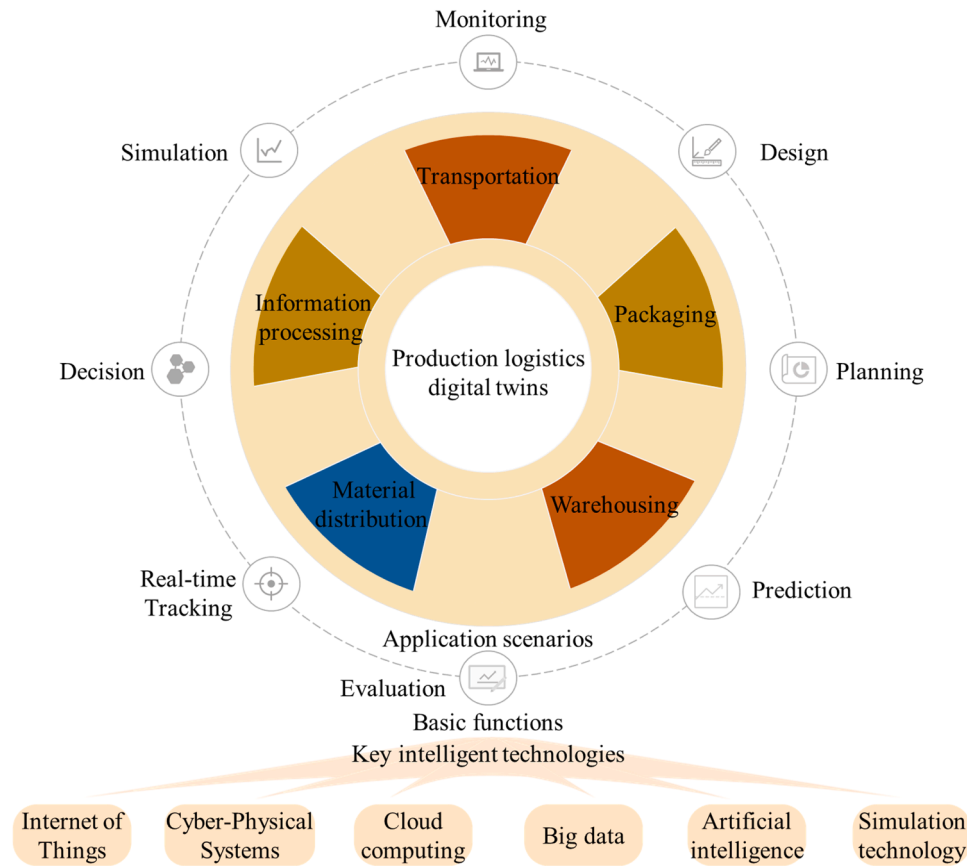 Monitoring
Simulation
Design
Transportation
Information
processing
Packaging
Production logistics
digital twins
Decision
Planning
Material
distribution
Warehousing
Real-time
Tracking
Prediction
Application scenarios
Evaluation
Basic functions
Key intelligent technologies
Internet of
Things
Cyber-Physical
Systems
Cloud
computing
Big data
Artificial
intelligence
Simulation
technology